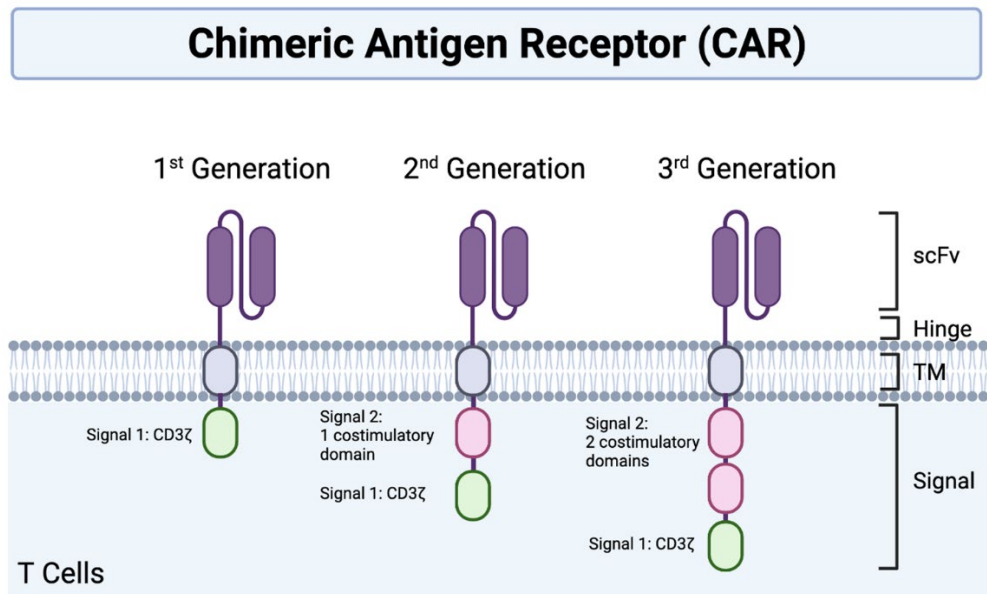 Chimeric Antigen Receptor (CAR)
1st Generation
2nd Generation
3rd Generation
scFv
Hinge
TM
Signal 1: CD3ζ
Signal 2:
1 costimulatory
domain
Signal 1: CD3ζ
Signal 2:
2 costimulatory
domains
Signal 1: CD3ζ
Signal
T Cells